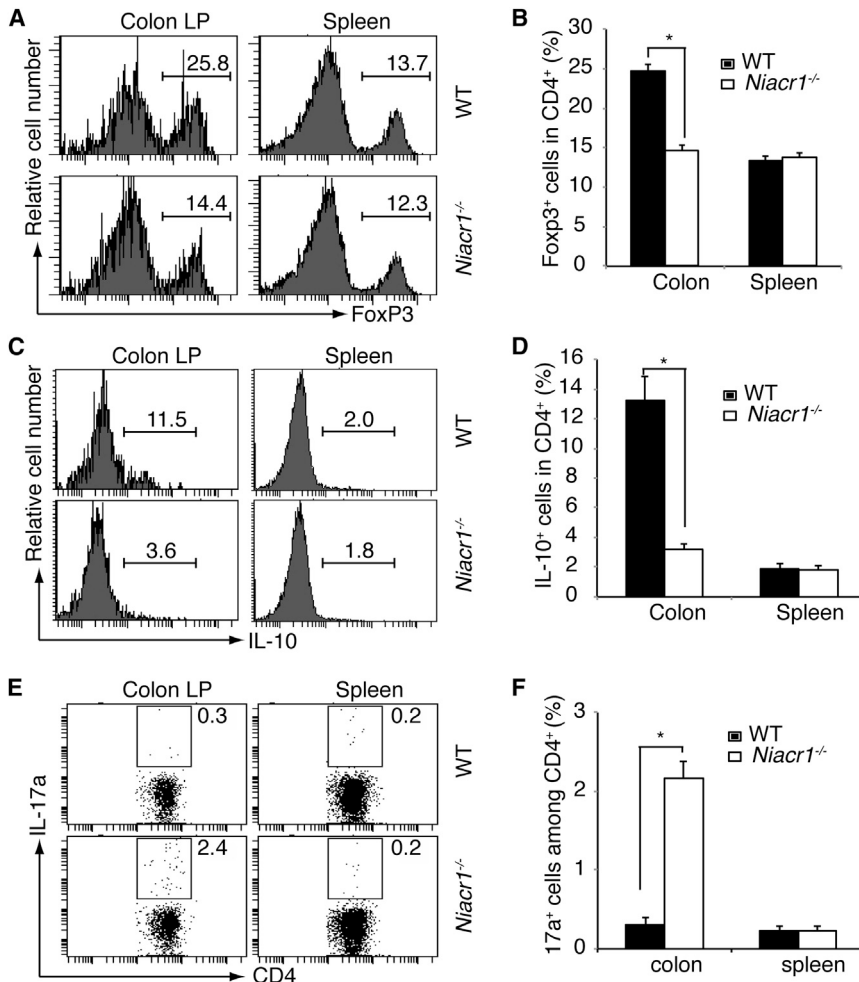 A
Colon LP
Spleen
Relative cell number
25.8
13.7
WT
14.4
12.3
Niacr1-/-
FoxP3
B
Foxp3+ cells in CD4+ (%)
30
25
20
15
10
5
0
*
WT
Niacr1-/-
Colon
Spleen
C
Colon LP
Spleen
Relative cell number
11.5
2.0
WT
3.6
1.8
Niacr1-/-
IL-10
D
IL-10+ cells in CD4+ (%)
16
14
12
10
8
6
4
2
0
*
WT
Niacr1-/-
Colon
Spleen
E
Colon LP
Spleen
IL-17a
0.3
0.2
WT
2.4
0.2
Niacr1-/-
CD4
F
17a+ cells among CD4+ (%)
3
2
1
0
*
WT
Niacr1-/-
colon
spleen